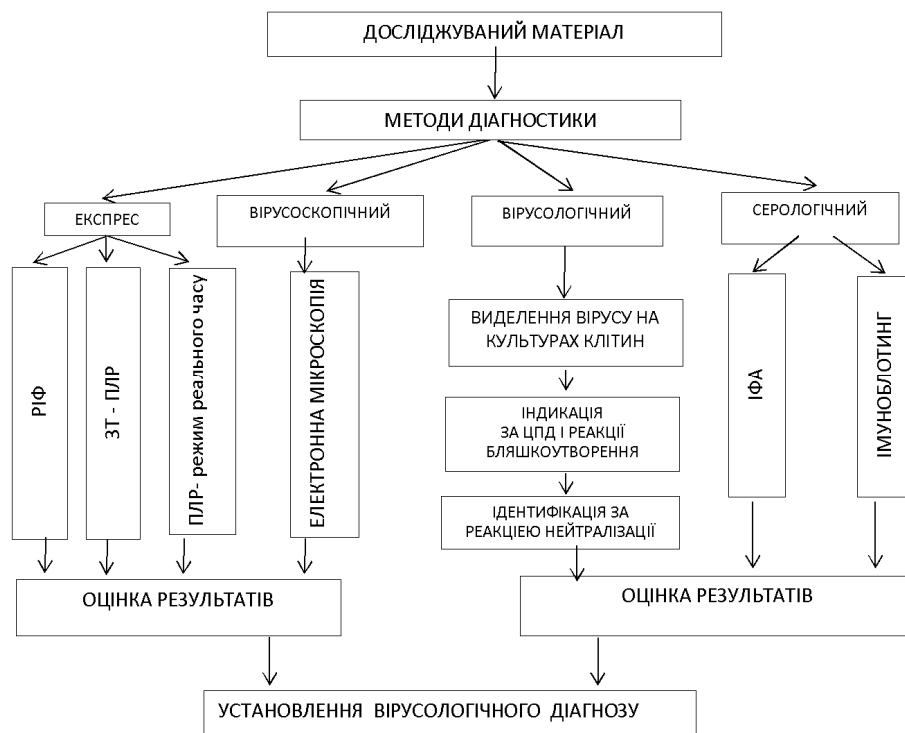 ДОСЛІДЖУВАНИЙ МАТЕРІАЛ
МЕТОДИ ДІАГНОСТИКИ
ЕКСПРЕС
ВІРУСОСКОПІЧНИЙ
ВІРУСОЛОГІЧНИЙ
СЕРОЛОГІЧНИЙ
РІФ
ЗТ - ПЛР
ПЛР- режим реального часу
ЕЛЕКТРОННА МІКРОСКОПІЯ
ВИДЕЛЕННЯ ВІРУСУ НА
КУЛЬТУРАХ КЛІТИН
ІНДИКАЦІЯ
ЗА ЦПД І РЕАКЦІЇ
БЛЯШКОУТВОРЕННЯ
ІДЕНТИФІКАЦІЯ ЗА
РЕАКЦІЄЮ НЕЙТРАЛІЗАЦІЇ
ІФА
ІМУНОБЛОТИНГ
ОЦІНКА РЕЗУЛЬТАТІВ
ОЦІНКА РЕЗУЛЬТАТІВ
УСТАНОВЛЕННЯ ВІРУСОЛОГІЧНОГО ДІАГНОЗУ